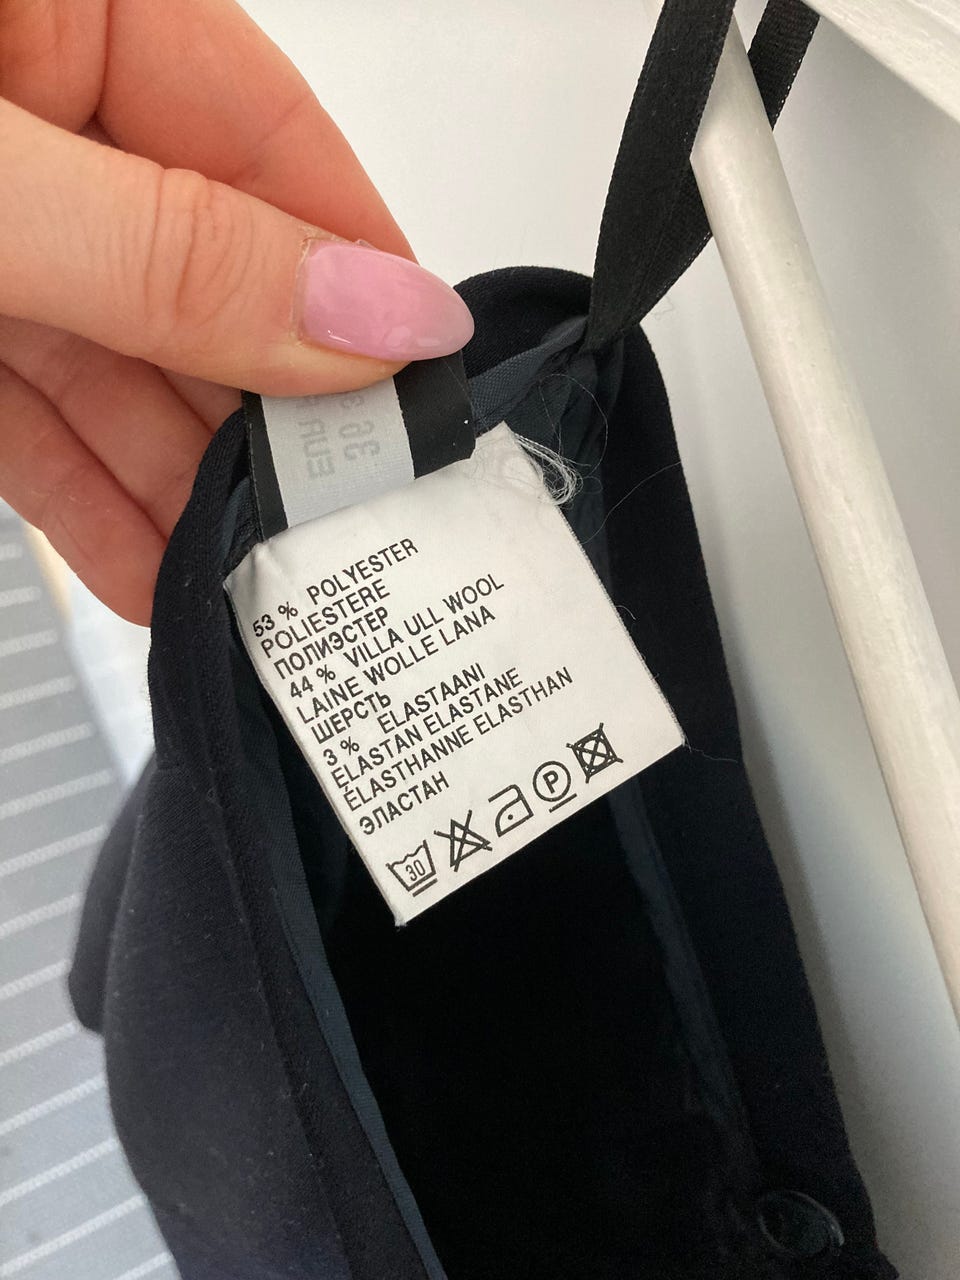 53 % POLYESTER
POLIESTERE
ПОЛИЭСТЕР
44 % VILLA ULL WOOL
LAINE WOLLE LANA
ШЕРСТЬ
3 % ELASTAANI
ELASTAN ELASTANE
ÉLASTHANNE ELASTHAN
ЭЛАСТАН
30 P